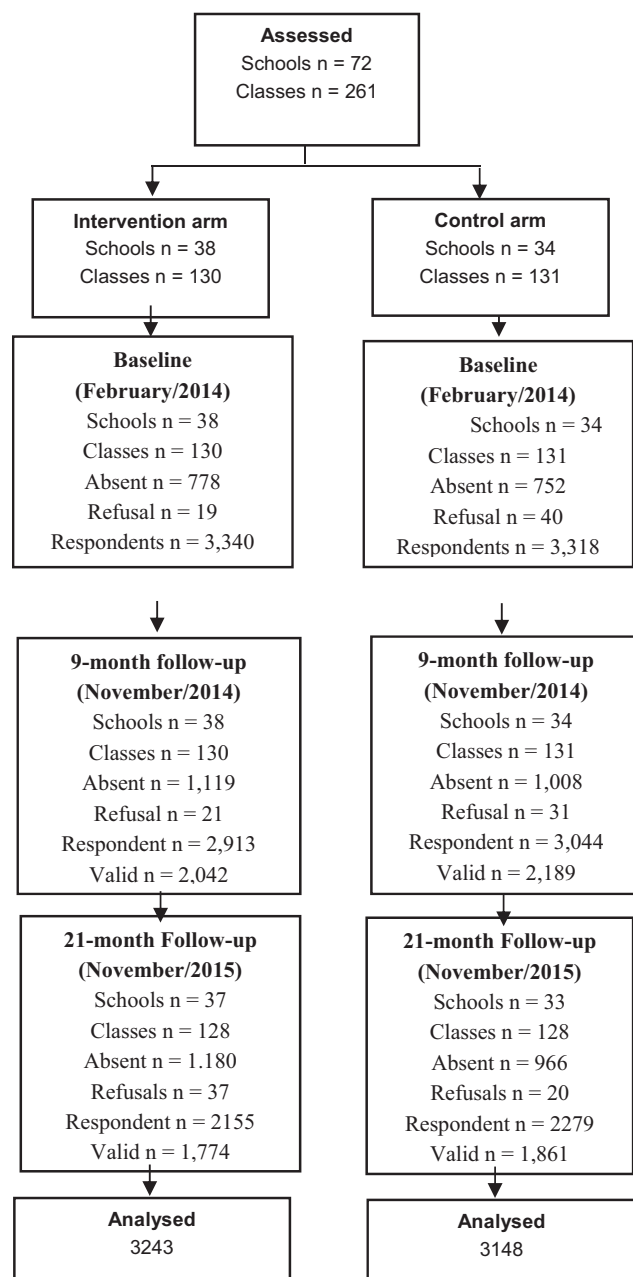 Assessed
Schools n = 72
Classes n = 261
Intervention arm
Schools n = 38
Classes n = 130
Control arm
Schools n = 34
Classes n = 131
Baseline
(February/2014)
Schools n = 38
Classes n = 130
Absent n = 778
Refusal n = 19
Respondents n = 3,340
Baseline
(February/2014)
Schools n = 34
Classes n = 131
Absent n = 752
Refusal n = 40
Respondents n = 3,318
9-month follow-up
(November/2014)
Schools n = 38
Classes n = 130
Absent n = 1,119
Refusal n = 21
Respondent n = 2,913
Valid n = 2,042
9-month follow-up
(November/2014)
Schools n = 34
Classes n = 131
Absent n = 1,008
Refusal n = 31
Respondent n = 3,044
Valid n = 2,189
21-month Follow-up
(November/2015)
Schools n = 37
Classes n = 128
Absent n = 1.180
Refusals n = 37
Respondent n = 2155
Valid n = 1,774
21-month Follow-up
(November/2015)
Schools n = 33
Classes n = 128
Absent n = 966
Refusals n = 20
Respondent n = 2279
Valid n = 1,861
Analysed
3243
Analysed
3148